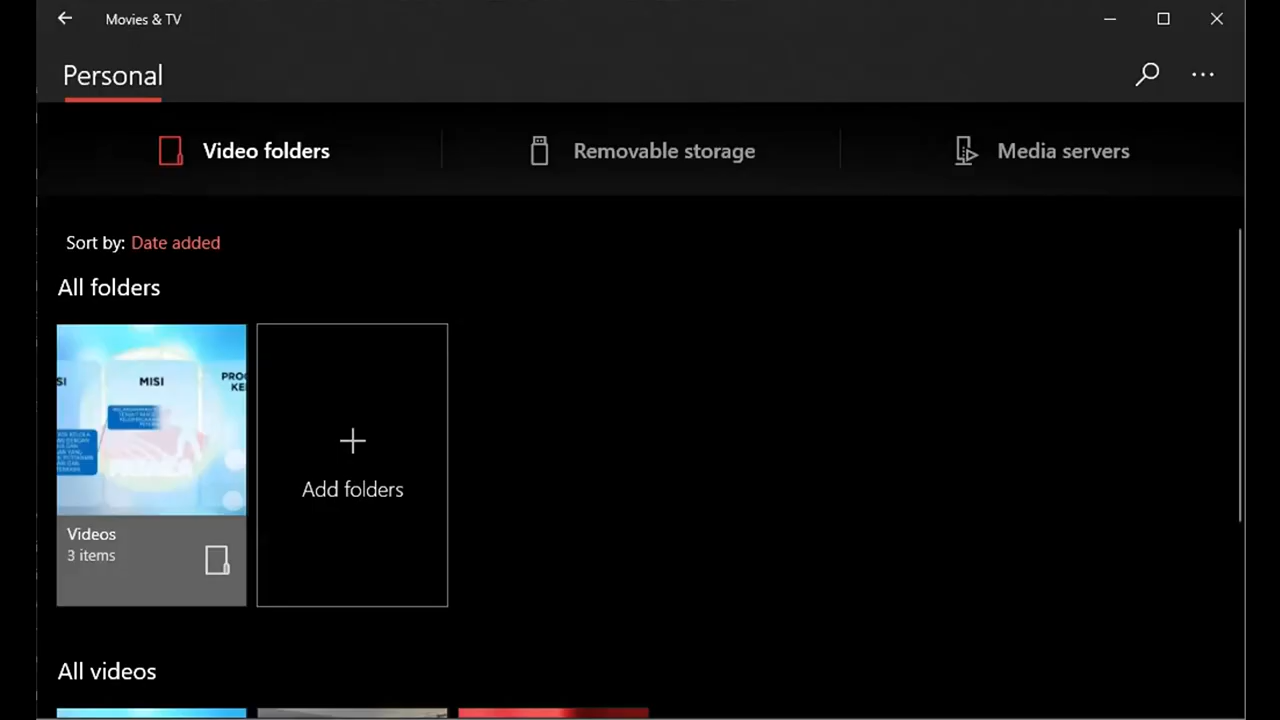 Movies & TV
Personal
Video folders
Removable storage
Media servers
Sort by: Date added
All folders
MISI
Videos
3 items
Add folders
All videos